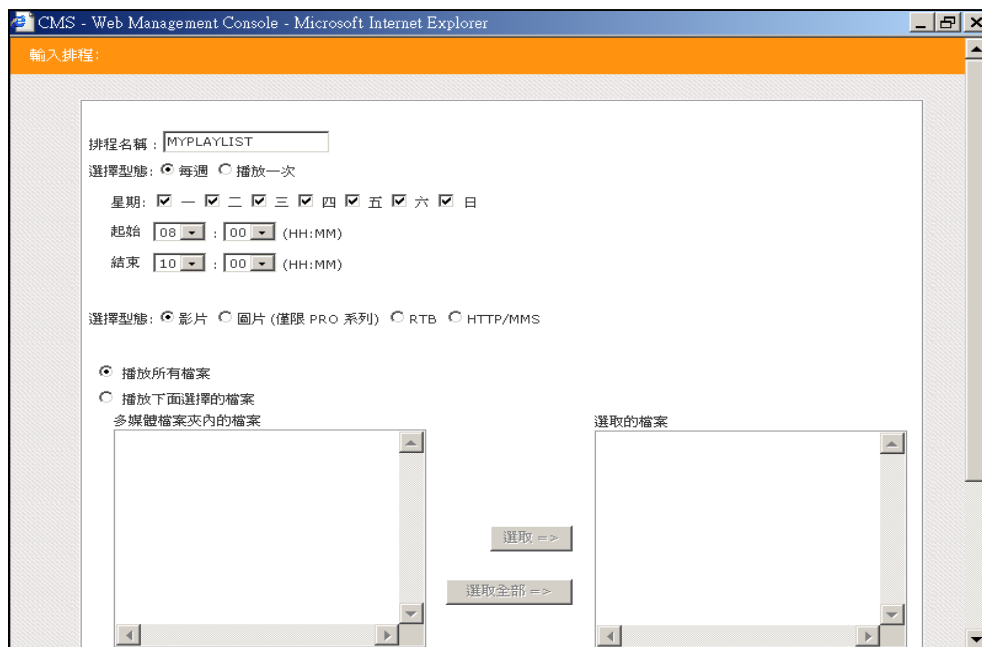 CMS - Web Management Console - Microsoft Internet Explorer
輸入排程:
排程名稱 : MYPLAYLIST
選擇型態: 每週 播放一次
星期: 一 二 三 四 五 六 日
起始 08 : 00 (HH:MM)
結束 10 : 00 (HH:MM)
選擇型態: 影片 圖片 (僅限 PRO 系列) RTB HTTP/MMS
播放所有檔案
播放下面選擇的檔案
多媒體檔案夾內的檔案 選取的檔案
選取 =>
選取全部 =>